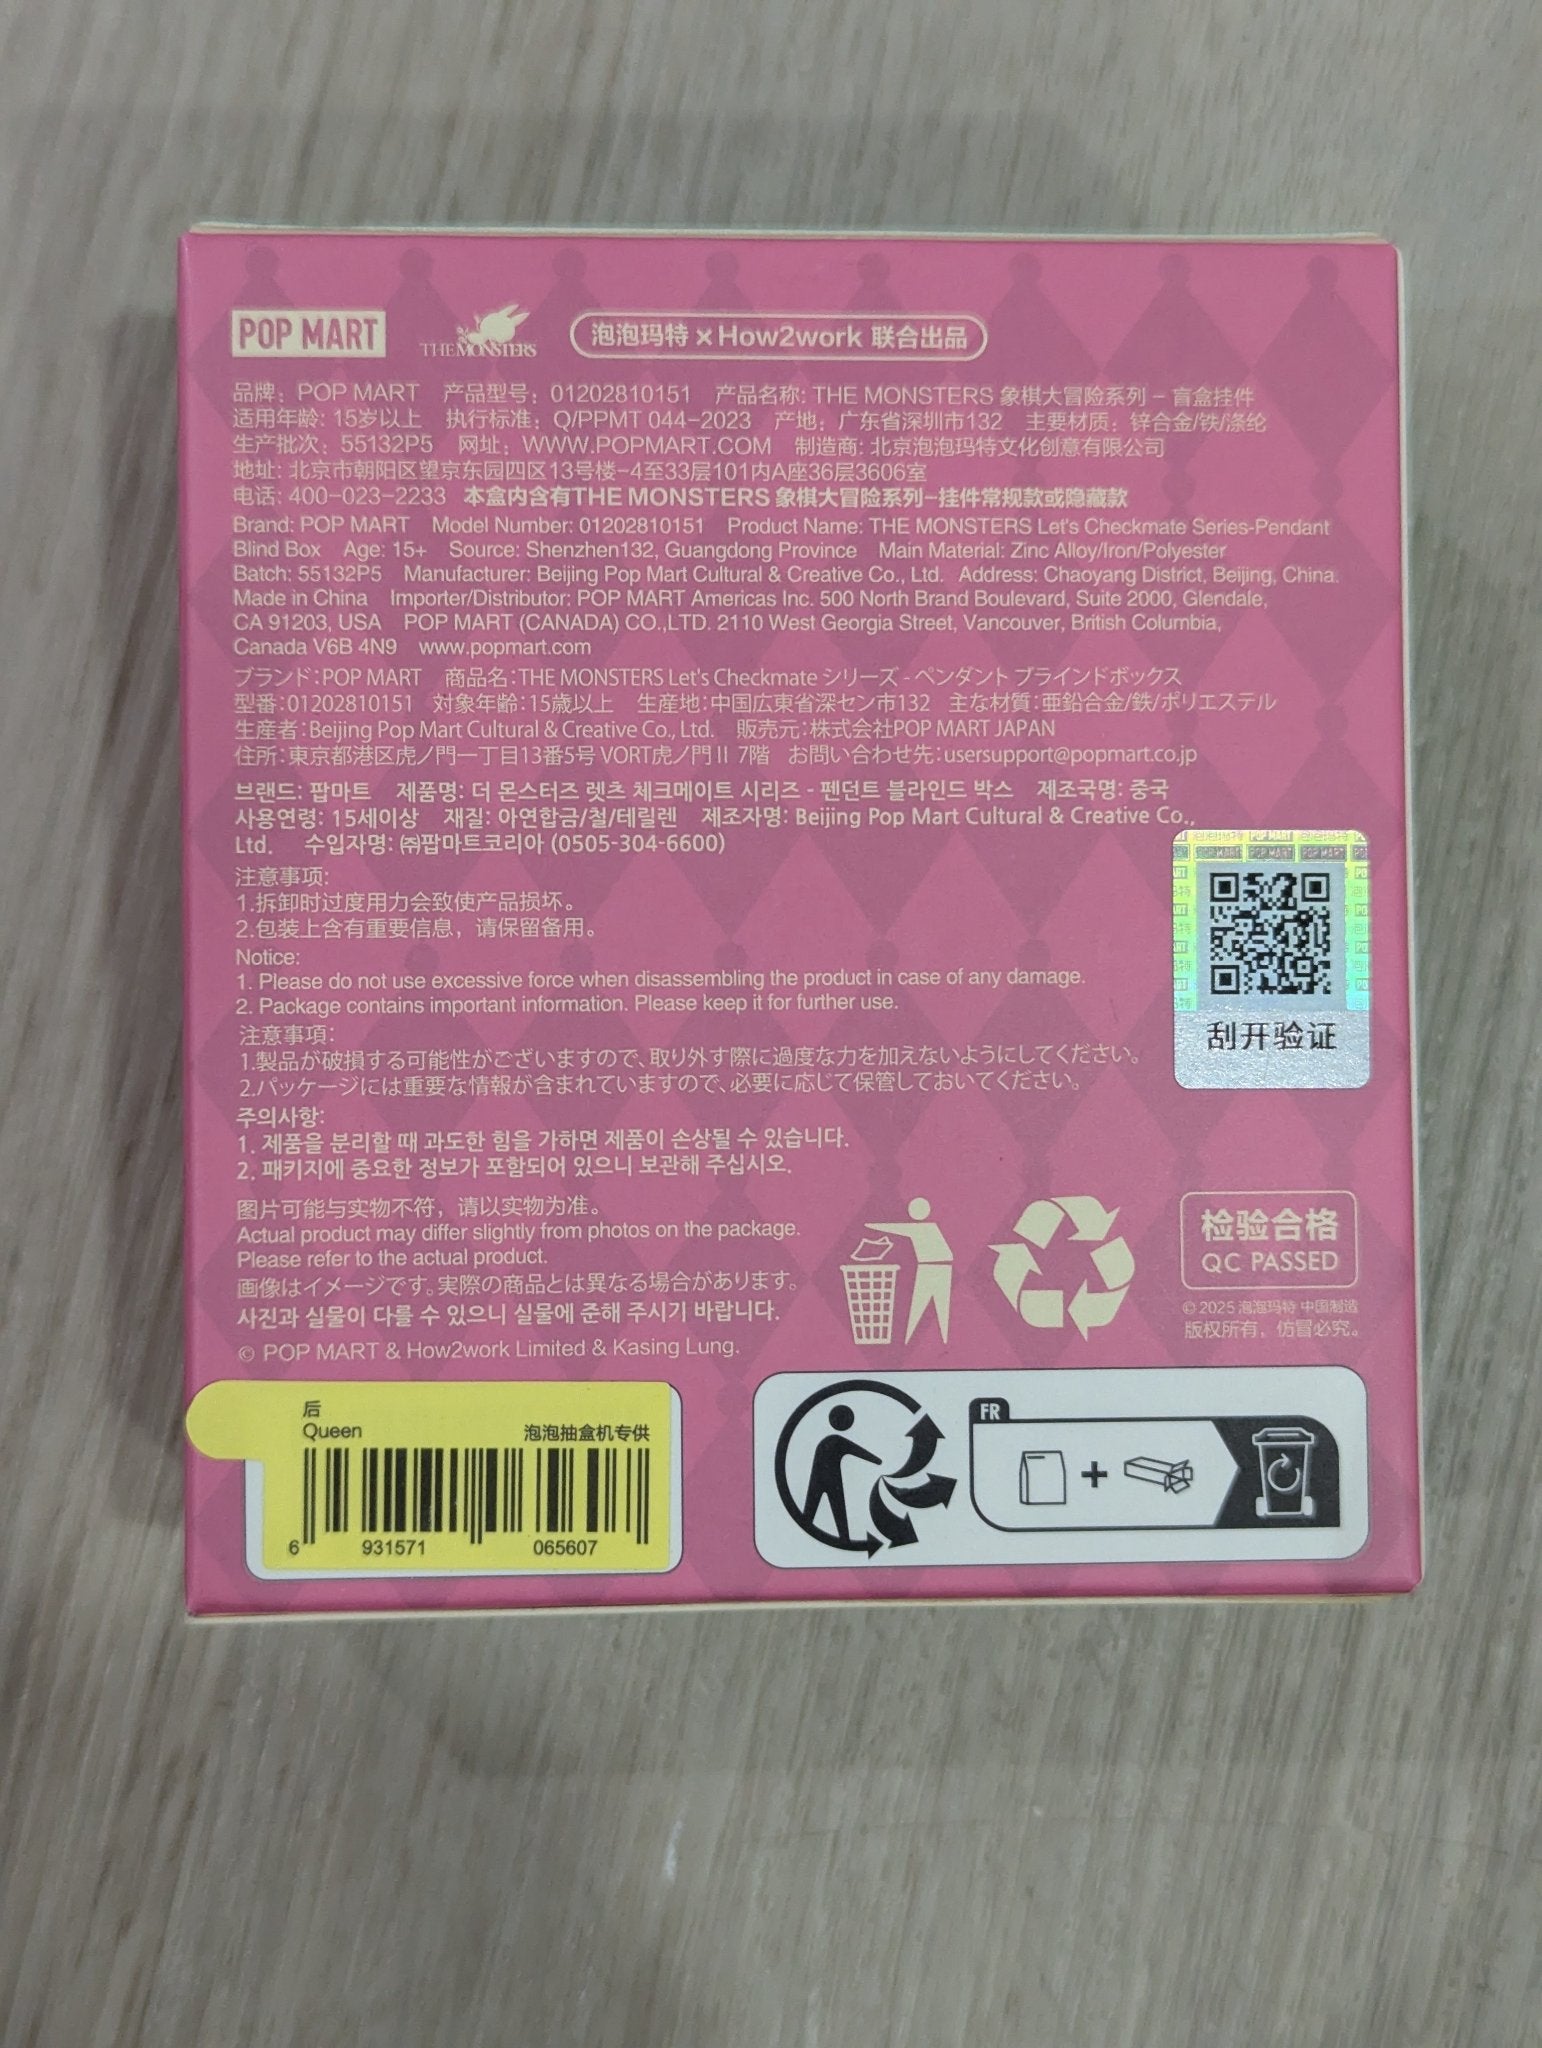 POP MART THE MONSTERS 泡泡玛特 x How2work 联合出品
品牌：POP MART 产品型号：01202810151 产品名称：THE MONSTERS 象棋大冒险系列 – 盲盒挂件
适用年龄：15岁以上 执行标准：Q/PPMT 044-2023 产地：广东省深圳市132 主要材质：锌合金/铁/涤纶
生产批次：55132P5 网址：WWW.POPMART.COM 制造商：北京泡泡玛特文化创意有限公司
地址：北京市朝阳区望京东园四区13号楼-4至33层101内A座36层3606室
电话：400-023-2233 本盒内含有THE MONSTERS 象棋大冒险系列-挂件常规款或隐藏款
Brand: POP MART Model Number: 01202810151 Product Name: THE MONSTERS Let's Checkmate Series-Pendant
Blind Box Age: 15+ Source: Shenzhen132, Guangdong Province Main Material: Zinc Alloy/Iron/Polyester
Batch: 55132P5 Manufacturer: Beijing Pop Mart Cultural & Creative Co., Ltd. Address: Chaoyang District, Beijing, China.
Made in China Importer/Distributor: POP MART Americas Inc. 500 North Brand Boulevard, Suite 2000, Glendale,
CA 91203, USA POP MART (CANADA) CO.,LTD. 2110 West Georgia Street, Vancouver, British Columbia,
Canada V6B 4N9 www.popmart.com
ブランド：POP MART 商品名：THE MONSTERS Let's Checkmate シリーズ - ペンダント ブラインドボックス
型番：01202810151 対象年齢：15歳以上 生産地：中国広東省深セン市132 主な材質：亜鉛合金/鉄/ポリエステル
生産者：Beijing Pop Mart Cultural & Creative Co., Ltd. 販売元：株式会社POP MART JAPAN
住所：東京都港区虎ノ門一丁目13番5号 VORT虎ノ門II 7階 お問い合わせ先：usersupport@popmart.co.jp
브랜드: 팝마트 제품명: 더 몬스터즈 렛츠 체크메이트 시리즈 - 펜던트 블라인드 박스 제조국명: 중국
사용연령: 15세이상 재질: 아연합금/철/테릴렌 제조자명: Beijing Pop Mart Cultural & Creative Co.,
Ltd. 수입자명: ㈜팝마트코리아 (0505-304-6600)
注意事项:
1.拆卸时过度用力会致使产品损坏。
2.包装上含有重要信息，请保留备用。
Notice:
1. Please do not use excessive force when disassembling the product in case of any damage.
2. Package contains important information. Please keep it for further use.
注意事項:
1.製品が破損する可能性がございますので、取り外す際に過度な力を加えないようにしてください。
2.パッケージには重要な情報が含まれていますので、必要に応じて保管しておいてください。
주의사항:
1. 제품을 분리할 때 과도한 힘을 가하면 제품이 손상될 수 있습니다.
2. 패키지에 중요한 정보가 포함되어 있으니 보관해 주십시오.
图片可能与实物不符，请以实物为准。
Actual product may differ slightly from photos on the package.
Please refer to the actual product.
画像はイメージです。実際の商品とは異なる場合があります。
사진과 실물이 다를 수 있으니 실물에 준해 주시기 바랍니다.
© POP MART & How2work Limited & Kasing Lung.
刮开验证
检验合格
QC PASSED
© 2025 泡泡玛特 中国制造
版权所有，仿冒必究。
后
Queen 泡泡抽盒机专供
6 931571 065607
FR